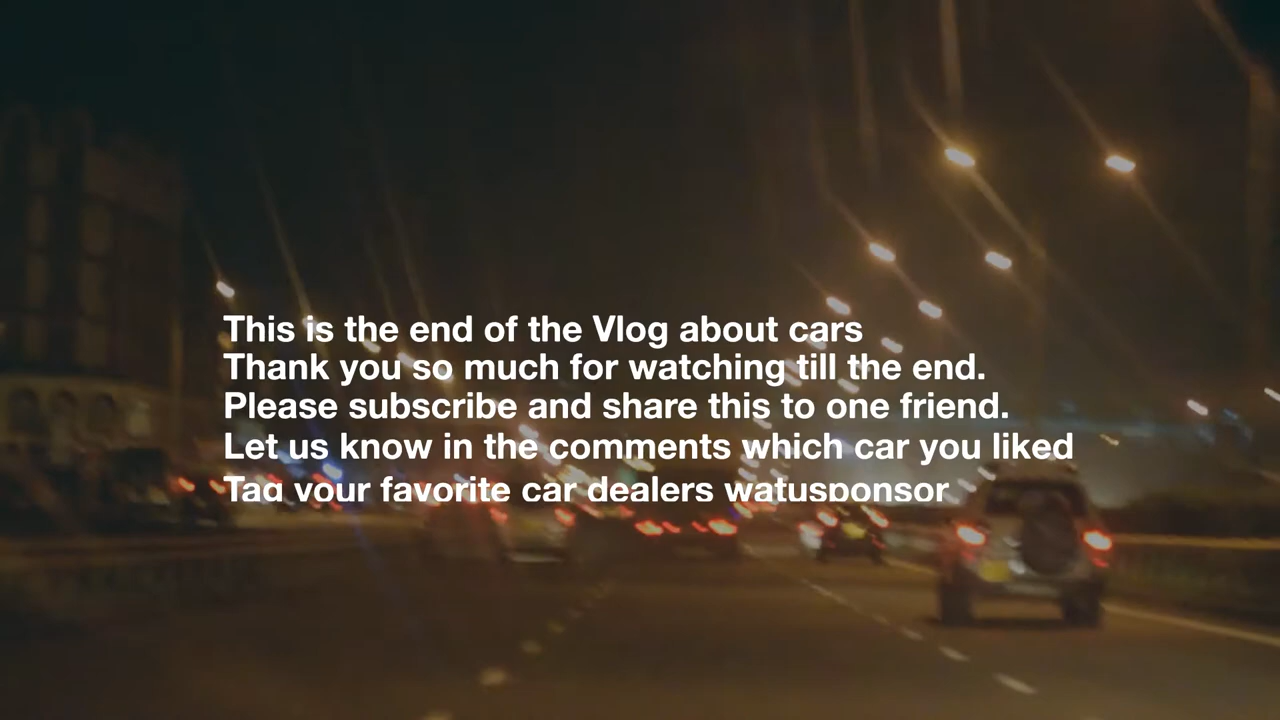 This is the end of the Vlog about cars
Thank you so much for watching till the end.
Please subscribe and share this to one friend.
Let us know in the comments which car you liked
Tag your favorite car dealers watusponsor